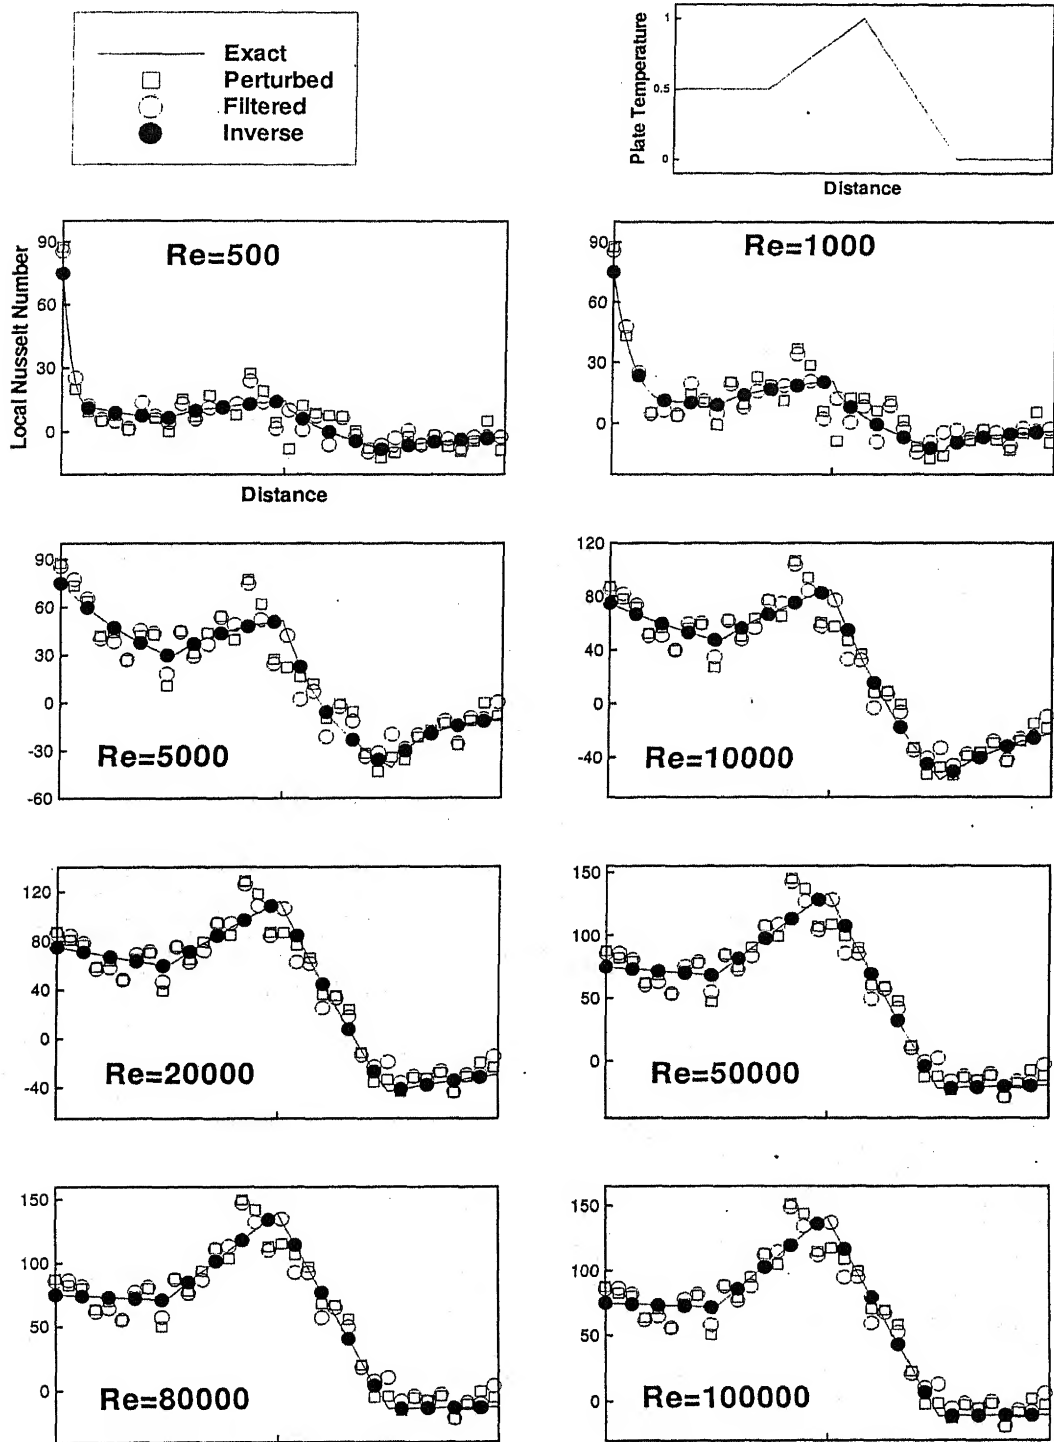 Exact
Perturbed
Filtered
Inverse
Plate Temperature
1
0.5
0
Distance
Local Nusselt Number
90
60
30
0
Re=500
Distance
90
60
30
0
Re=1000
90
60
30
0
-30
-60
Re=5000
120
80
40
0
-40
Re=10000
120
80
40
0
-40
Re=20000
150
100
50
0
Re=50000
150
100
50
0
Re=80000
150
100
50
0
Re=100000